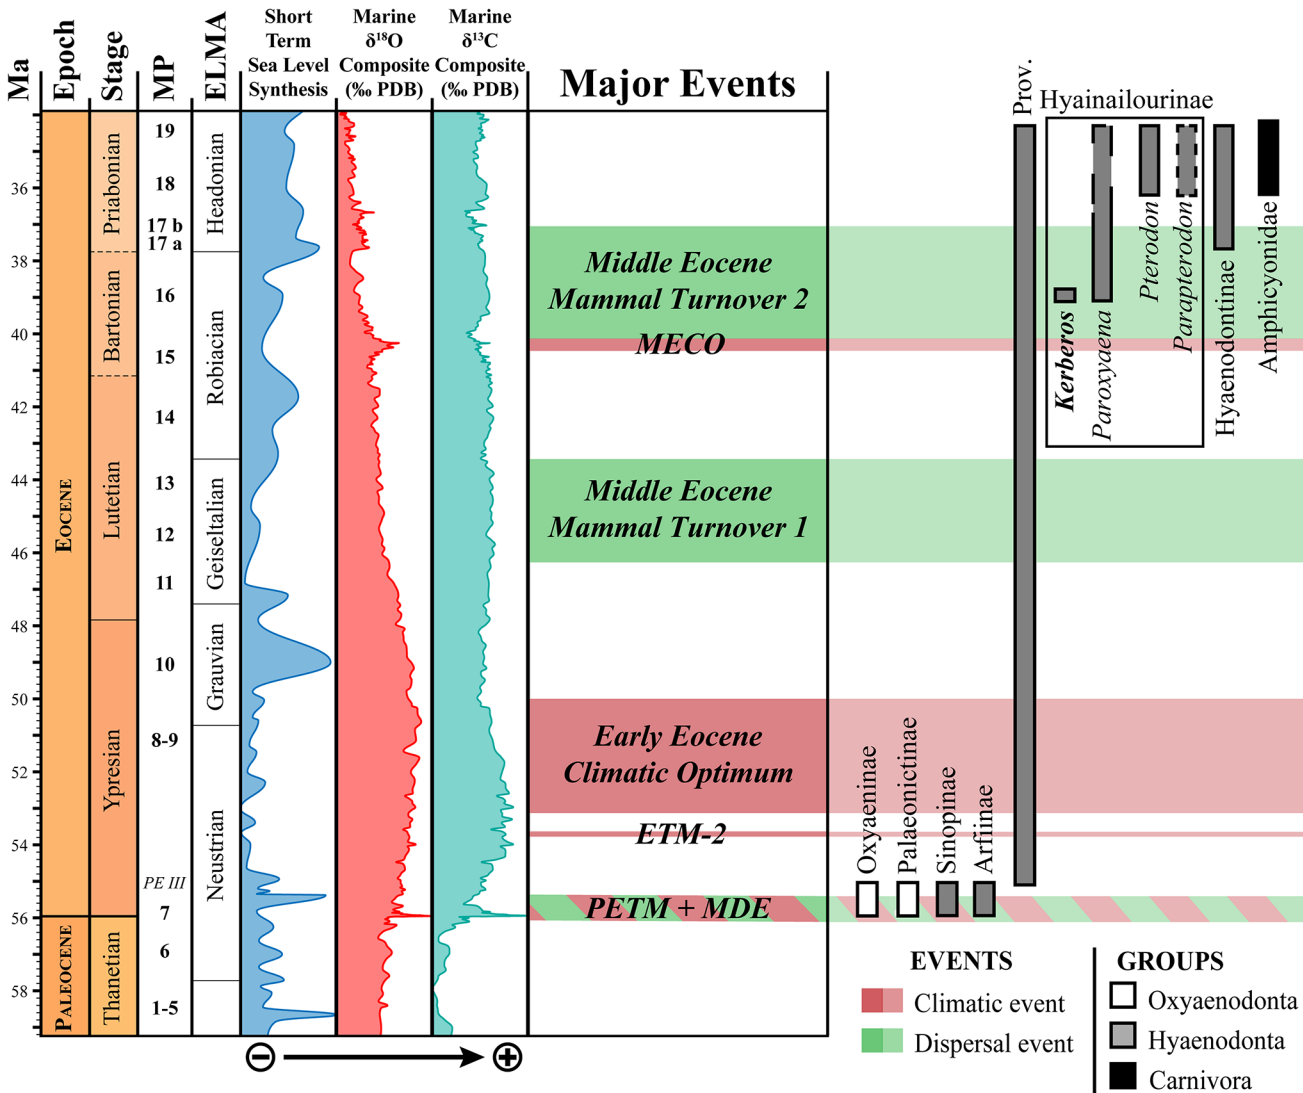 Ma
Epoch
Stage
MP
ELMA
Short
Term
Sea Level
Synthesis
Marine
δ¹⁸O
Composite
(‰ PDB)
Marine
δ¹³C
Composite
(‰ PDB)
Major Events
36
38
40
42
44
46
48
50
52
54
56
58
EOCENE
PALEOCENE
Priabonian
Bartonian
Lutetian
Ypresian
Thanetian
19
18
17 b
17 a
16
15
14
13
12
11
10
8-9
PE III
7
6
1-5
Headonian
Robiacian
Geiseltalian
Grauvian
Neustrian
Middle Eocene
Mammal Turnover 2
MECO
Middle Eocene
Mammal Turnover 1
Early Eocene
Climatic Optimum
ETM-2
PETM + MDE
Oxyaeninae
Palaeonictinae
Sinopinae
Arfiinae
Prov.
Hyainailourinae
Kerberos
Paroxyaena
Pterodon
Parapterodon
Hyaenodontinae
Amphicyonidae
EVENTS
Climatic event
Dispersal event
GROUPS
Oxyaenodonta
Hyaenodonta
Carnivora